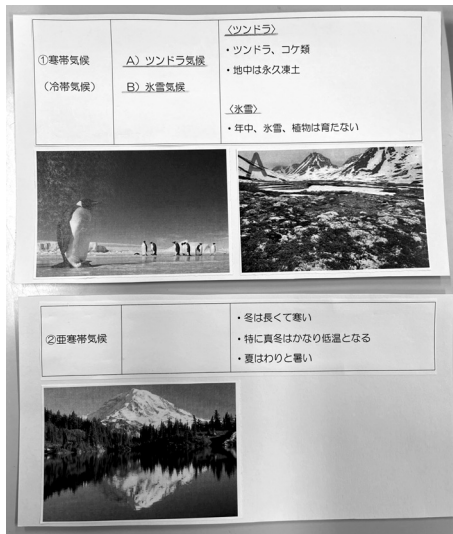 ①寒帯気候
（冷帯気候）
A）ツンドラ気候
B）氷雪気候
〈ツンドラ〉
・ツンドラ、コケ類
・地中は永久凍土
〈氷雪〉
・年中、氷雪、植物は育たない
②亜寒帯気候
・冬は長くて寒い
・特に真冬はかなり低温となる
・夏はわりと暑い